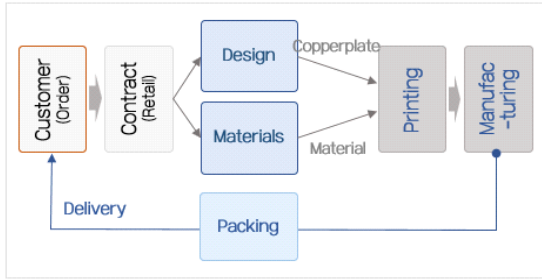 Customer
(Order)
Contract
(Retail)
Design
Copperplate
Materials
Material
Printing
Manufac
-turing
Delivery
Packing